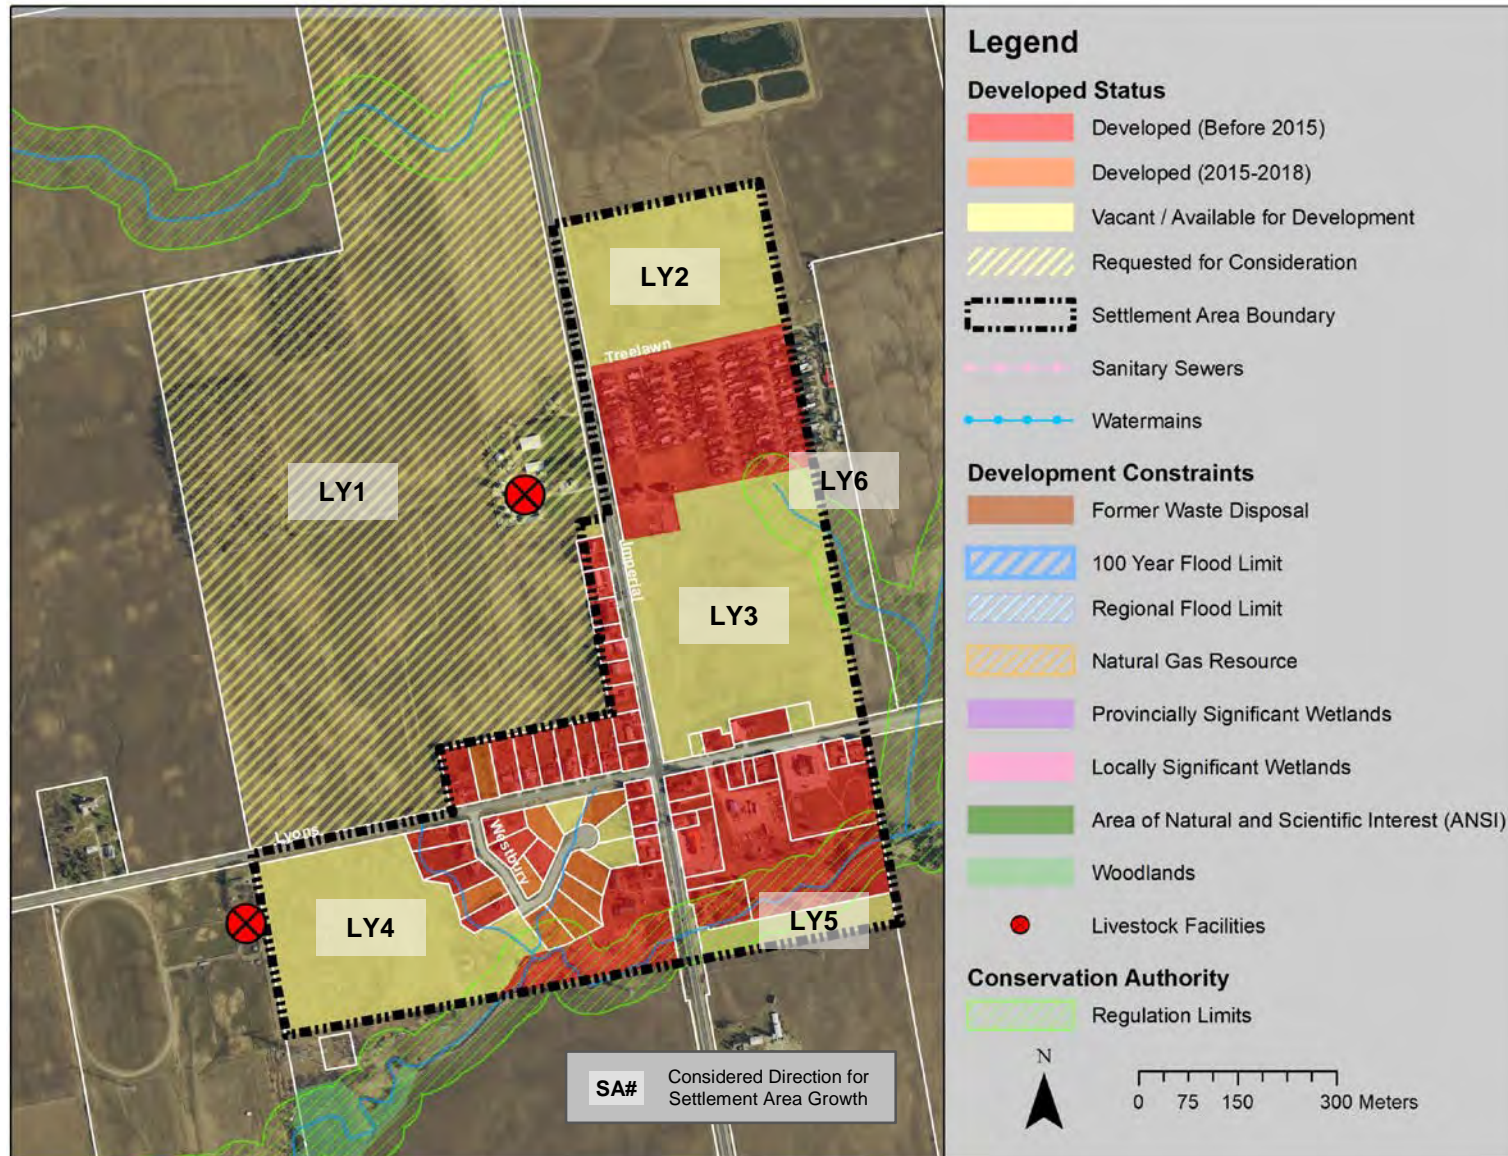 LY2
Treelawn
LY1
LY6
Imperial
LY3
Lyons
Westbury
LY4
LY5
SA#
Considered Direction for
Settlement Area Growth
Legend
Developed Status
Developed (Before 2015)
Developed (2015-2018)
Vacant / Available for Development
Requested for Consideration
Settlement Area Boundary
Sanitary Sewers
Watermains
Development Constraints
Former Waste Disposal
100 Year Flood Limit
Regional Flood Limit
Natural Gas Resource
Provincially Significant Wetlands
Locally Significant Wetlands
Area of Natural and Scientific Interest (ANSI)
Woodlands
Livestock Facilities
Conservation Authority
Regulation Limits
N
0 75 150 300 Meters